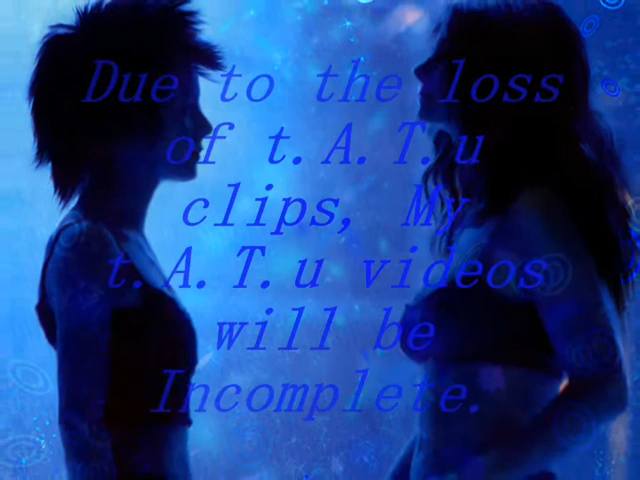 Due to the loss
of t.A.T.u
clips, My
t.A.T.u videos
will be
Incomplete.